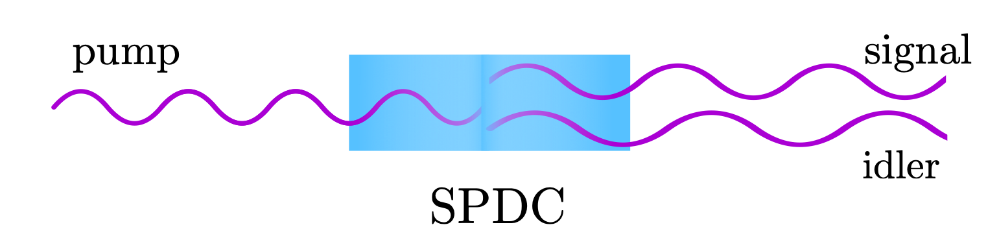 pump
signal
idler
SPDC